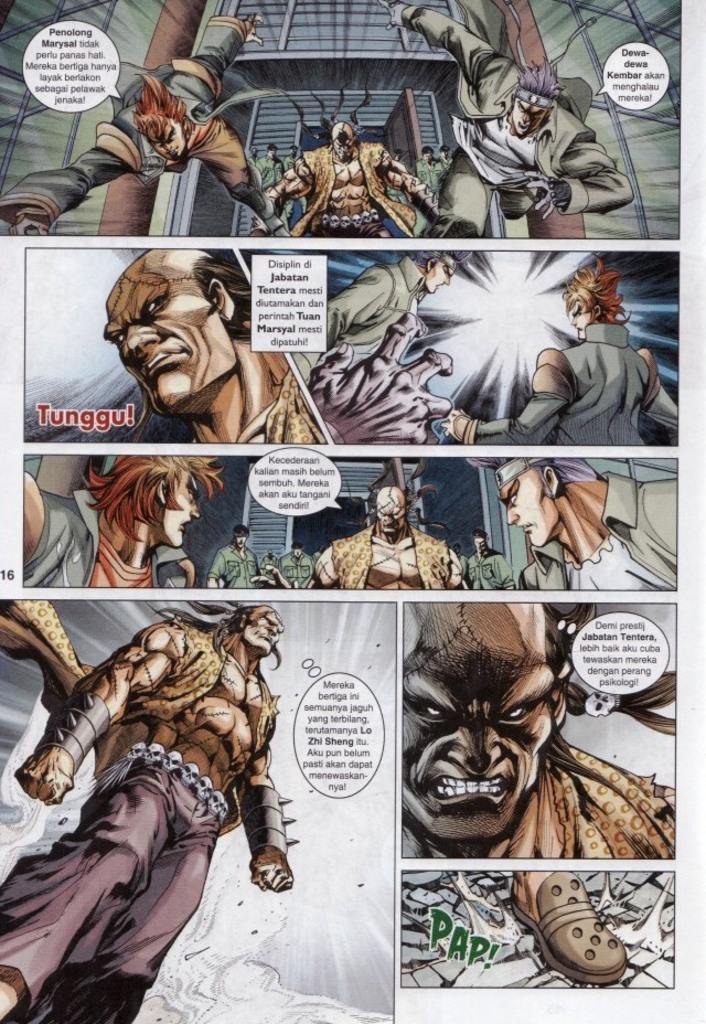 Penolong
Marysal tidak
perlu panas hati.
Mereka bertiga hanya
layak berlakon
sebagai pelawak
jenaka!
Dewa-
dewa
Kembar akan
menghalau
mereka!
Tunggu!
Disiplin di
Jabatan
Tentera mesti
diutamakan dan
perintah Tuan
Marsyal mesti
dipatuhi!
Kecederaan
kalian masih belum
sembuh. Mereka
akan aku tangani
sendiri!
16
Mereka
bertiga ini
semuanya jaguh
yang terbilang,
terutamanya Lo
Zhi Sheng itu.
Aku pun belum
pasti akan dapat
menewaskan-
nya!
Demi prestij
Jabatan Tentera,
lebih baik aku cuba
tewaskan mereka
dengan perang
psikologi!
PAP!